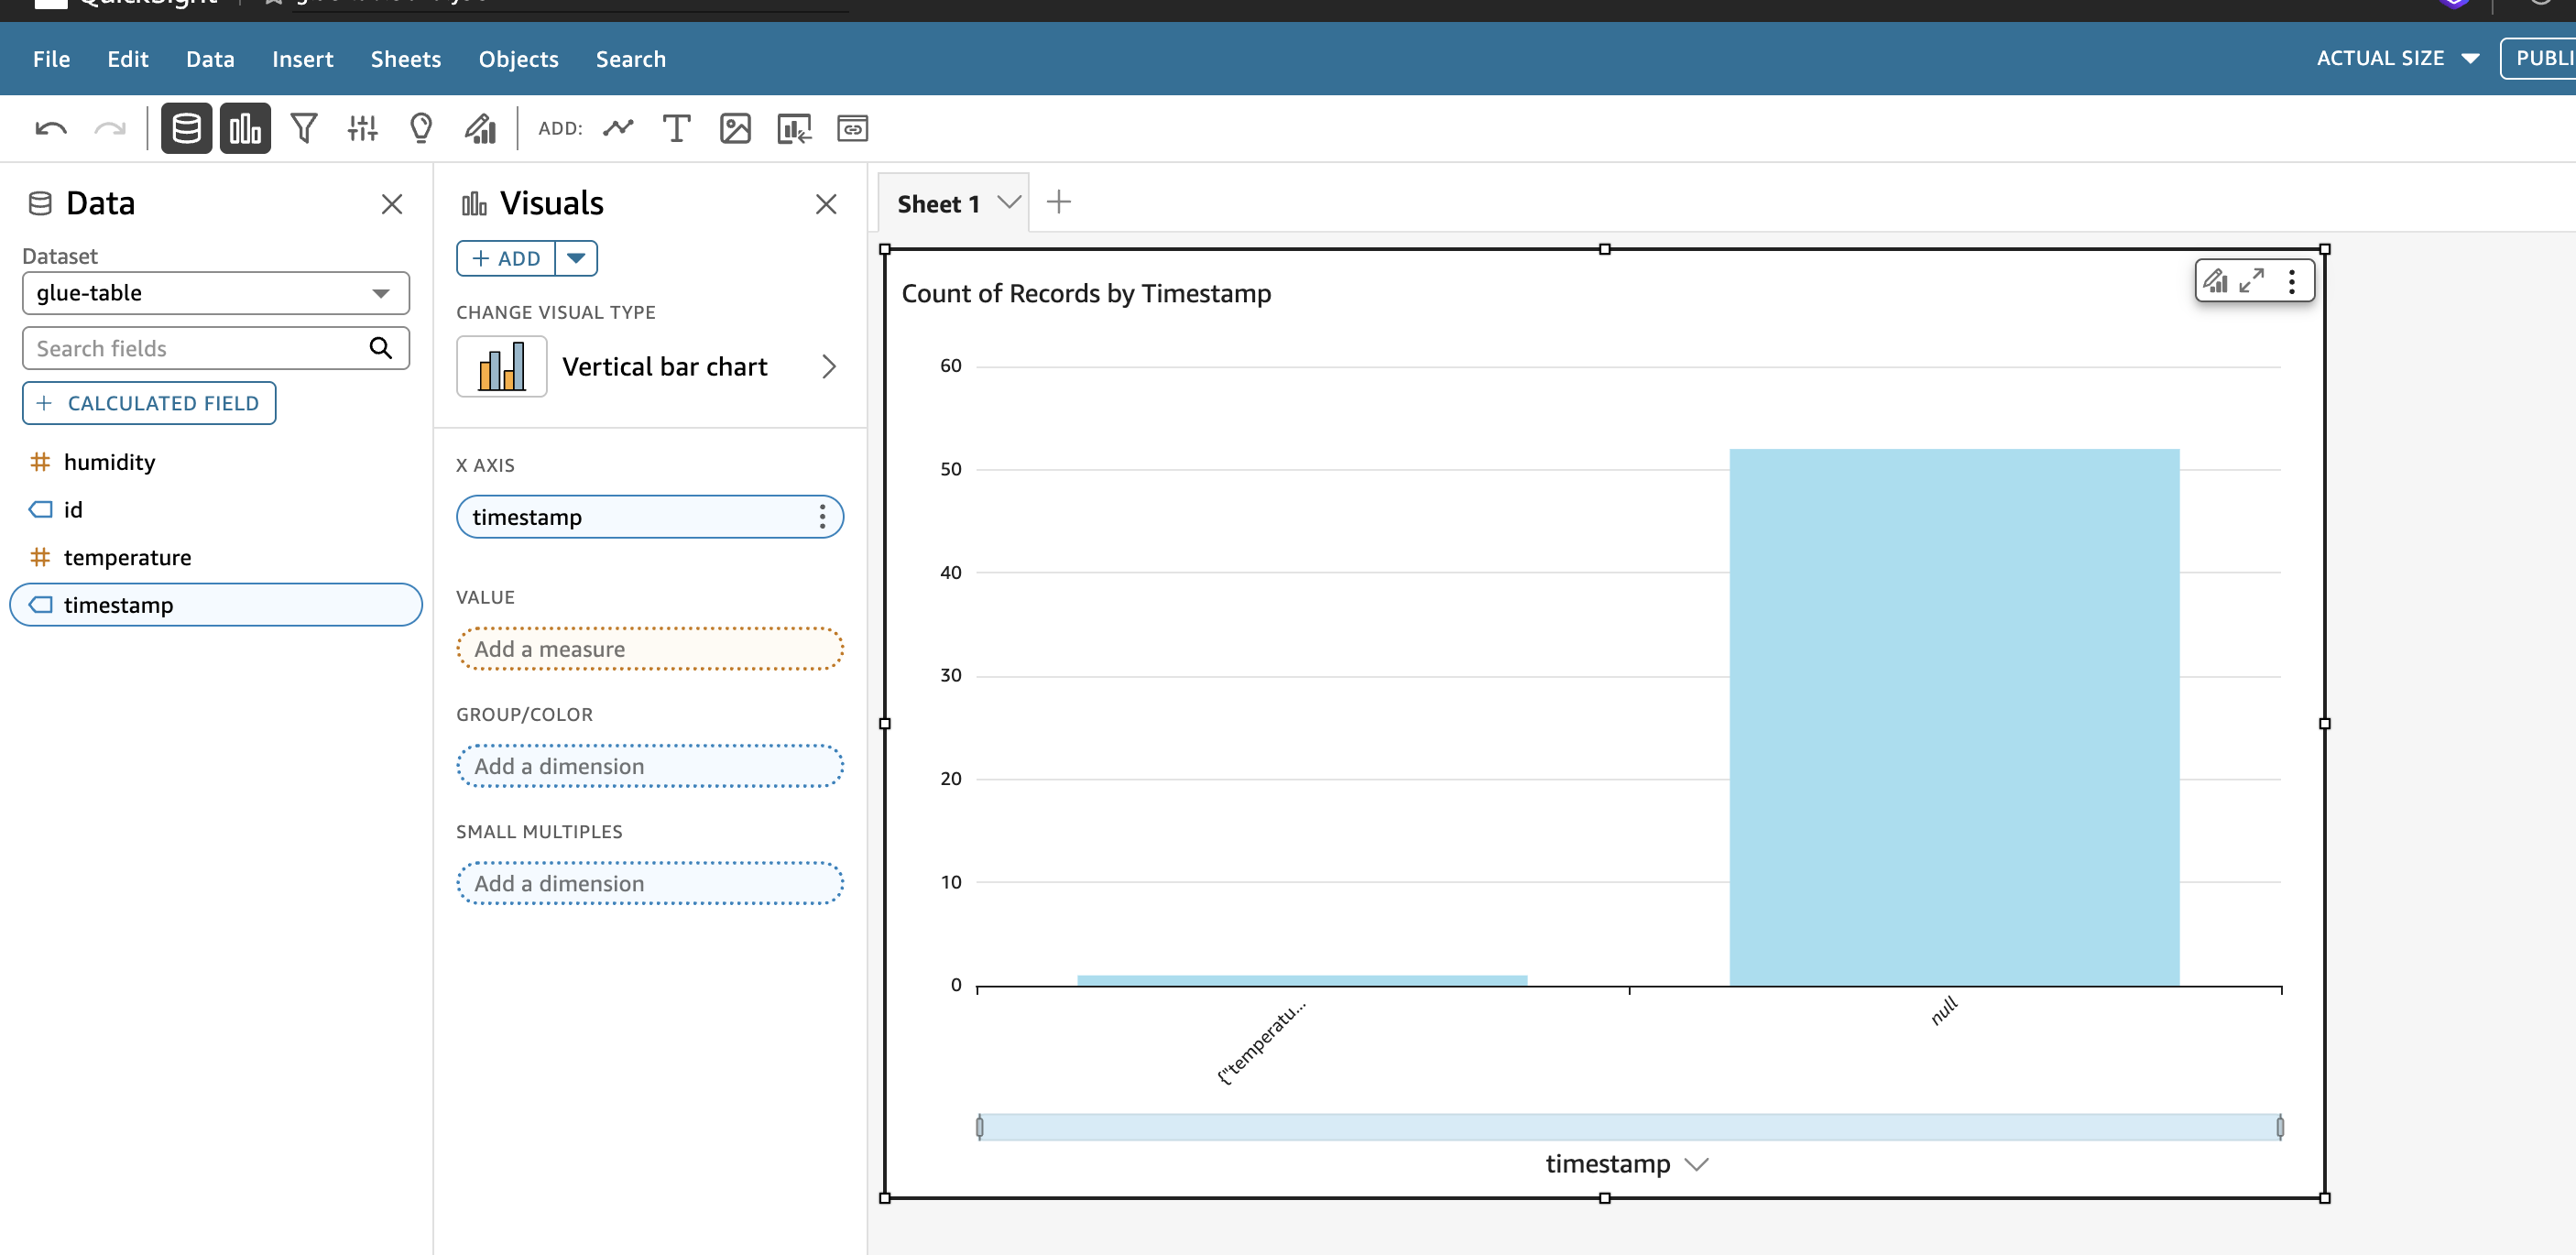 QuickSight
File Edit Data Insert Sheets Objects Search
ACTUAL SIZE
PUBLI
ADD:
Data
Dataset
glue-table
Search fields
+ CALCULATED FIELD
# humidity
id
# temperature
timestamp
Visuals
+ ADD
CHANGE VISUAL TYPE
Vertical bar chart
X AXIS
timestamp
VALUE
Add a measure
GROUP/COLOR
Add a dimension
SMALL MULTIPLES
Add a dimension
Sheet 1
Count of Records by Timestamp
60
50
40
30
20
10
0
{"temperatu...
null
timestamp